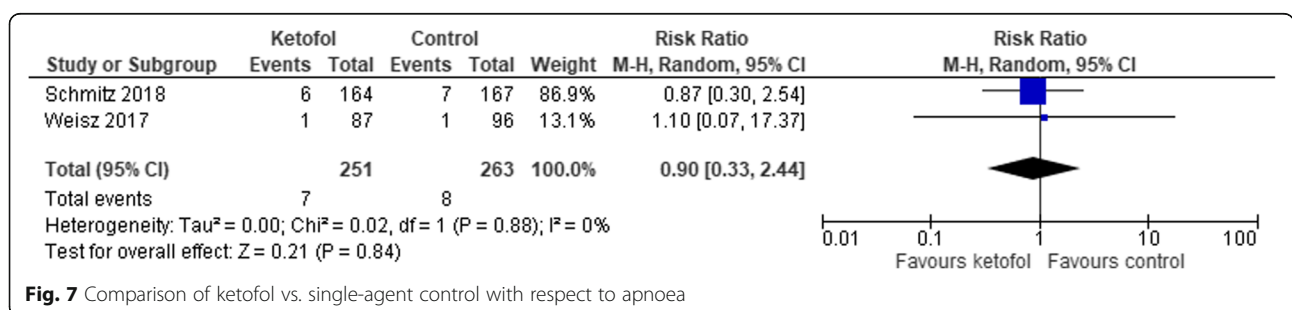 Ketofol Control Risk Ratio Risk Ratio
Study or Subgroup Events Total Events Total Weight M-H, Random, 95% CI M-H, Random, 95% CI
Schmitz 2018 6 164 7 167 86.9% 0.87 [0.30, 2.54]
Weisz 2017 1 87 1 96 13.1% 1.10 [0.07, 17.37]
Total (95% CI) 251 263 100.0% 0.90 [0.33, 2.44]
Total events 7 8
Heterogeneity: Tau² = 0.00; Chi² = 0.02, df = 1 (P = 0.88); I² = 0%
Test for overall effect: Z = 0.21 (P = 0.84)
0.01 0.1 1 10 100
Favours ketofol Favours control
Fig. 7 Comparison of ketofol vs. single-agent control with respect to apnoea